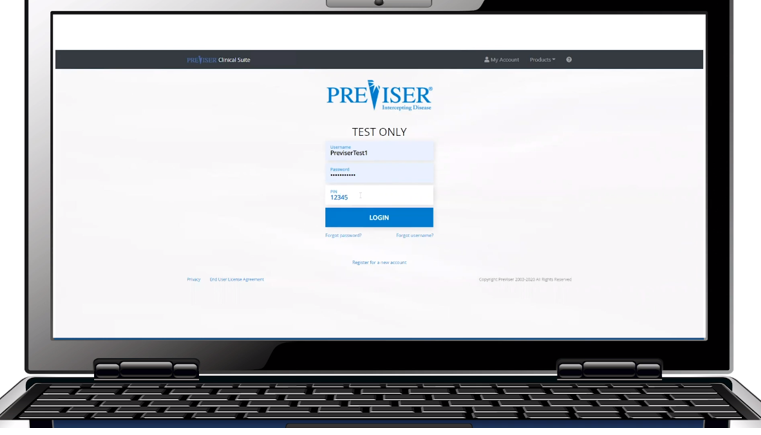 PREVISER Clinical Suite
My Account Products
PREVISER®
Intercepting Disease
TEST ONLY
Username
PreviserTest1
Password
•••••••••••
PIN
12345
LOGIN
Forgot password? Forgot username?
Register for a new account
Privacy End User License Agreement Copyright PreViser 2003-2020 All Rights Reserved.